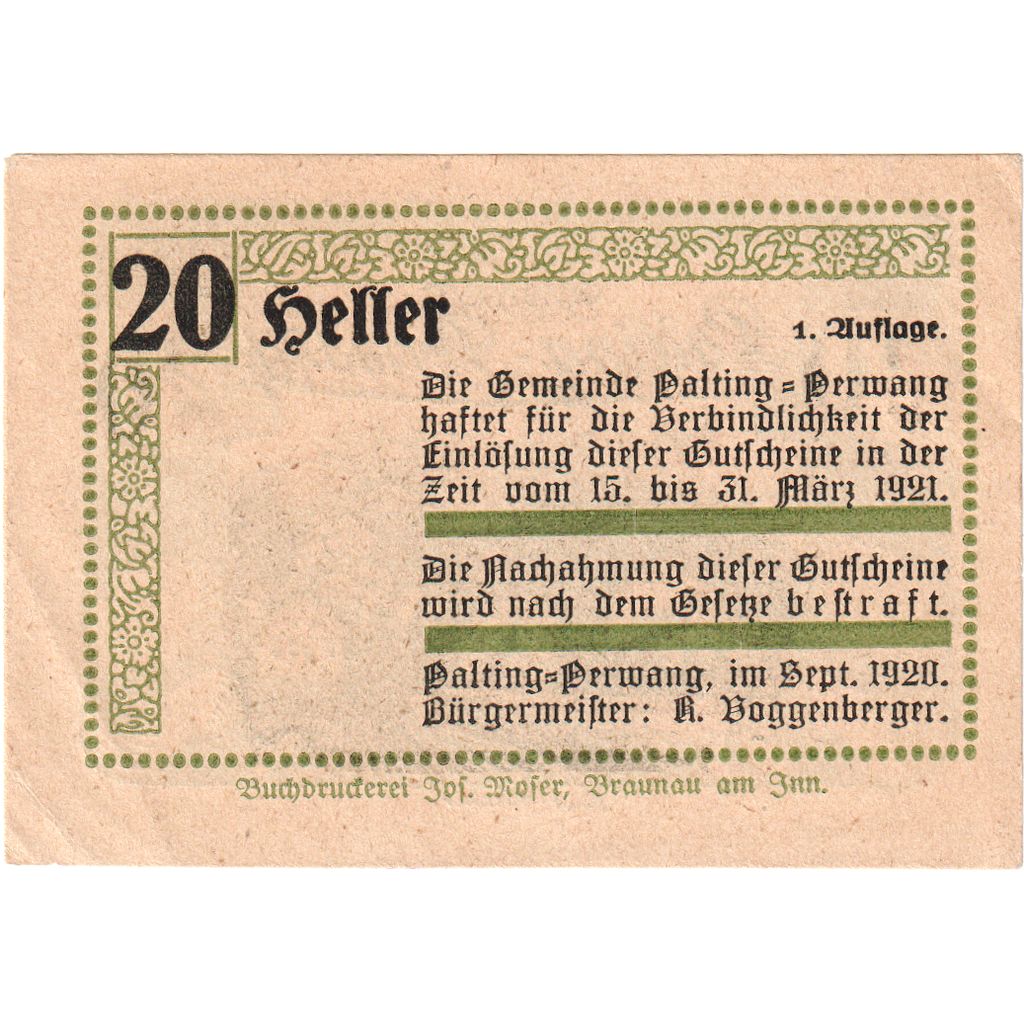 20 Heller
1. Auflage.
Die Gemeinde Palting-Perwang
haftet für die Verbindlichkeit der
Einlösung dieser Gutscheine in der
Zeit vom 15. bis 31. März 1921.
Die Nachahmung dieser Gutscheine
wird nach dem Gesetze bestraft.
Palting-Perwang, im Sept. 1920.
Bürgermeister: K. Voggenberger.
Buchdruckerei Jos. Moser, Braunau am Inn.